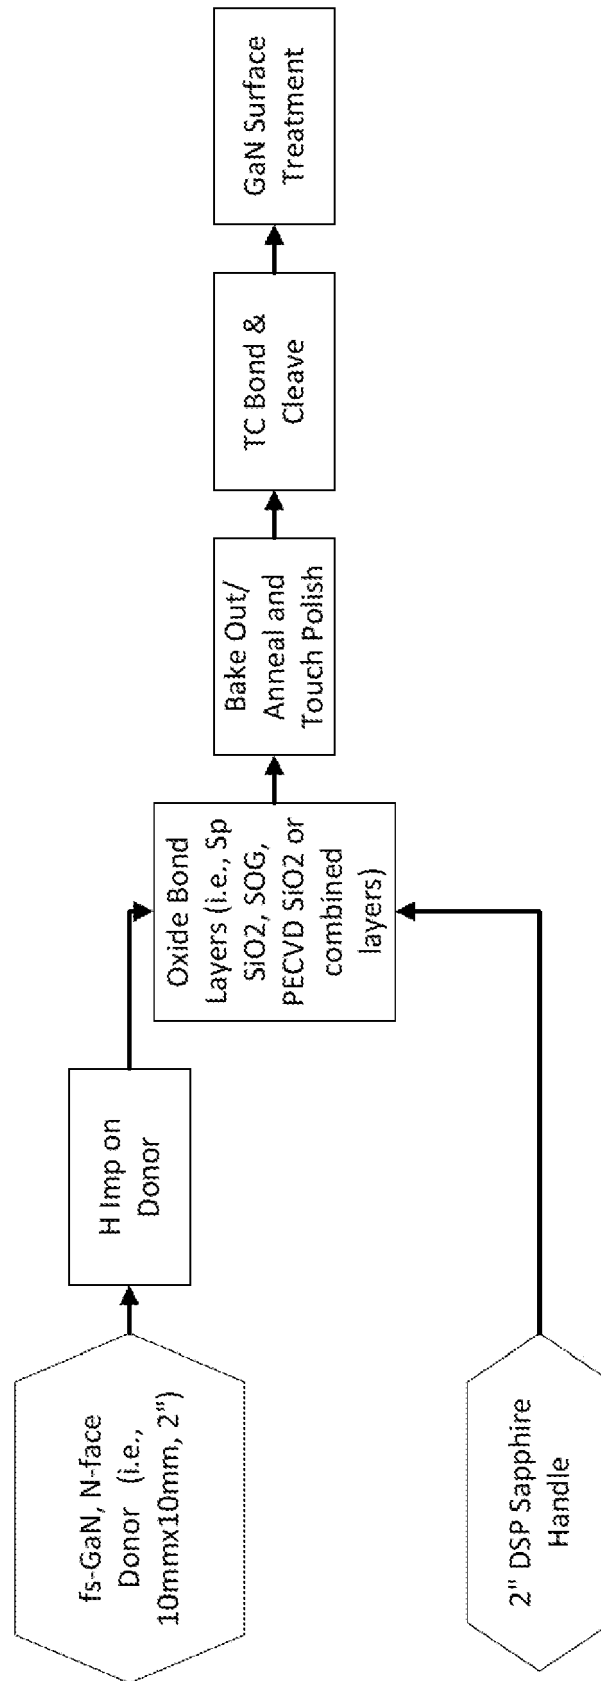 fs-GaN, N-face
Donor (i.e.,
10mmx10mm, 2")
H Imp on
Donor
2" DSP Sapphire
Handle
Oxide Bond
Layers (i.e., Sp
SiO2, SOG,
PECVD SiO2 or
combined
layers)
Bake Out/
Anneal and
Touch Polish
TC Bond &
Cleave
GaN Surface
Treatment